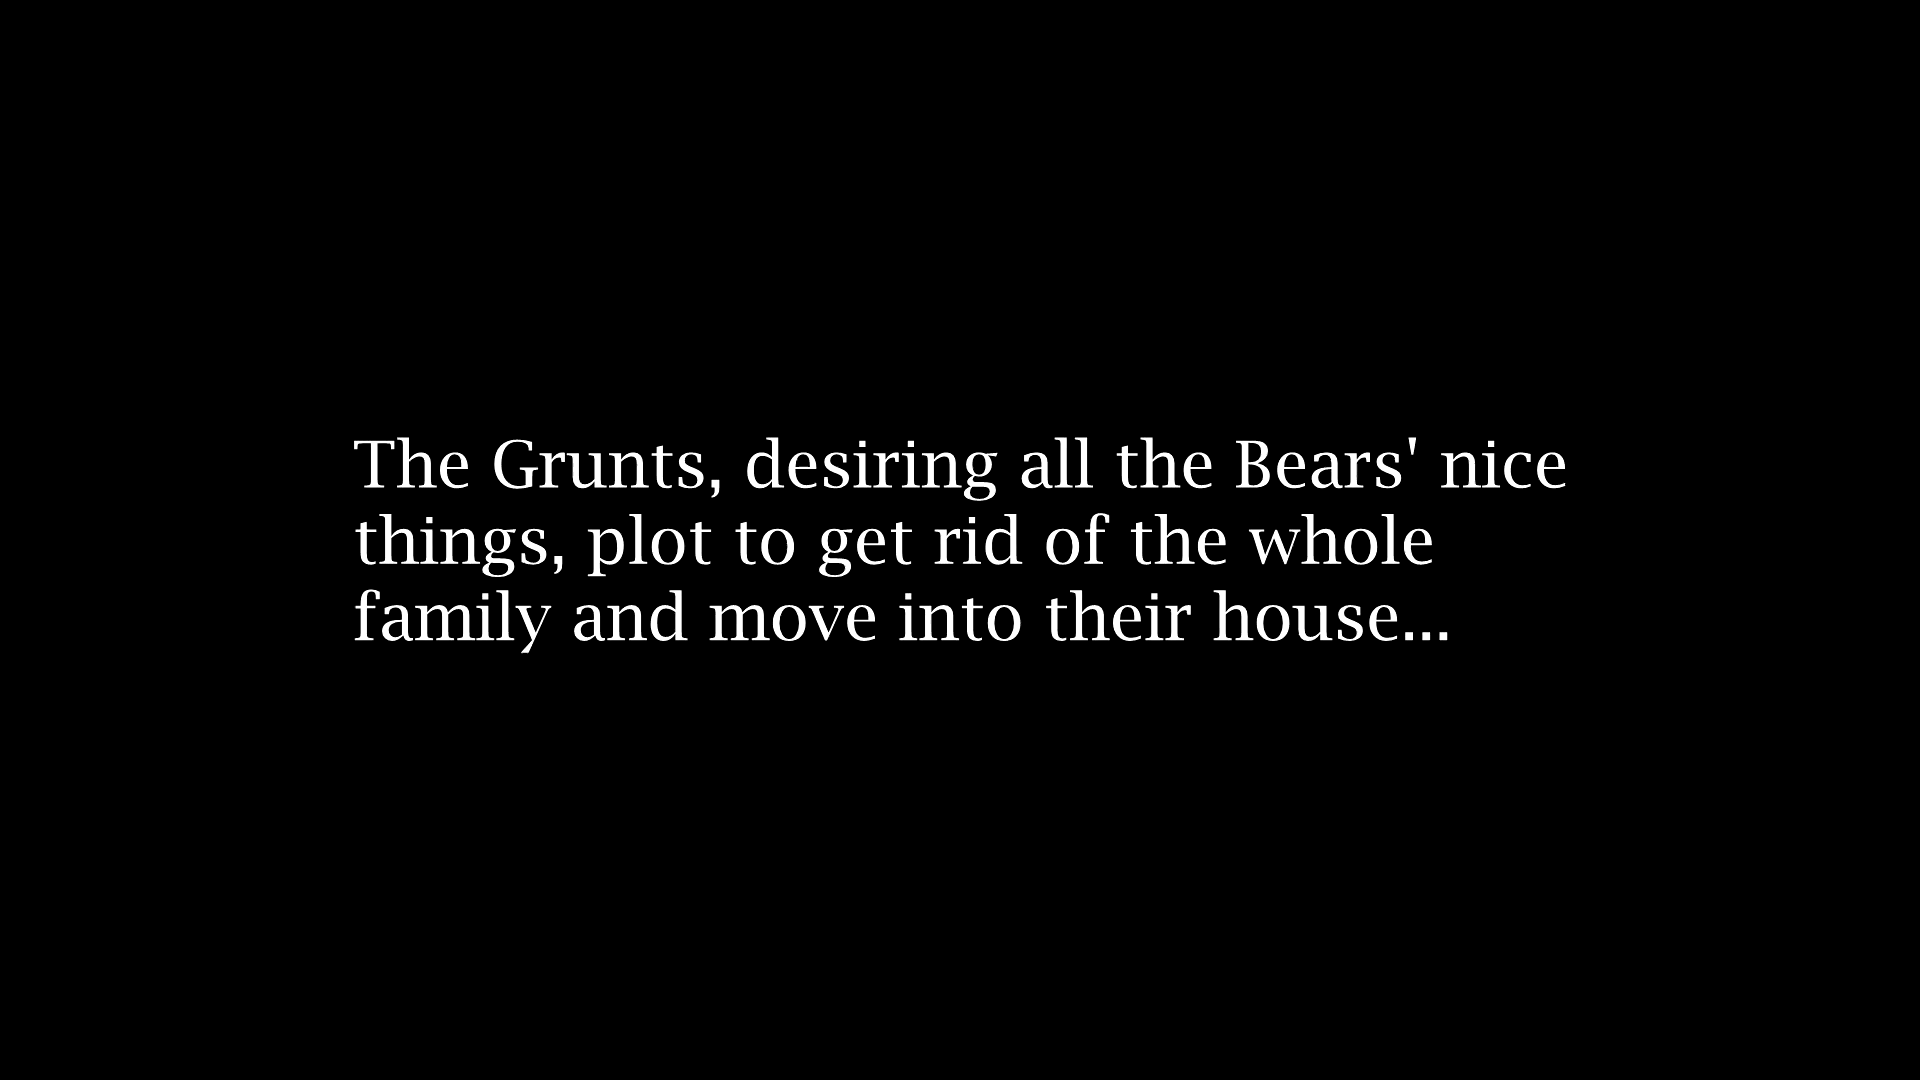 The Grunts, desiring all the Bears' nice
things, plot to get rid of the whole
family and move into their house...